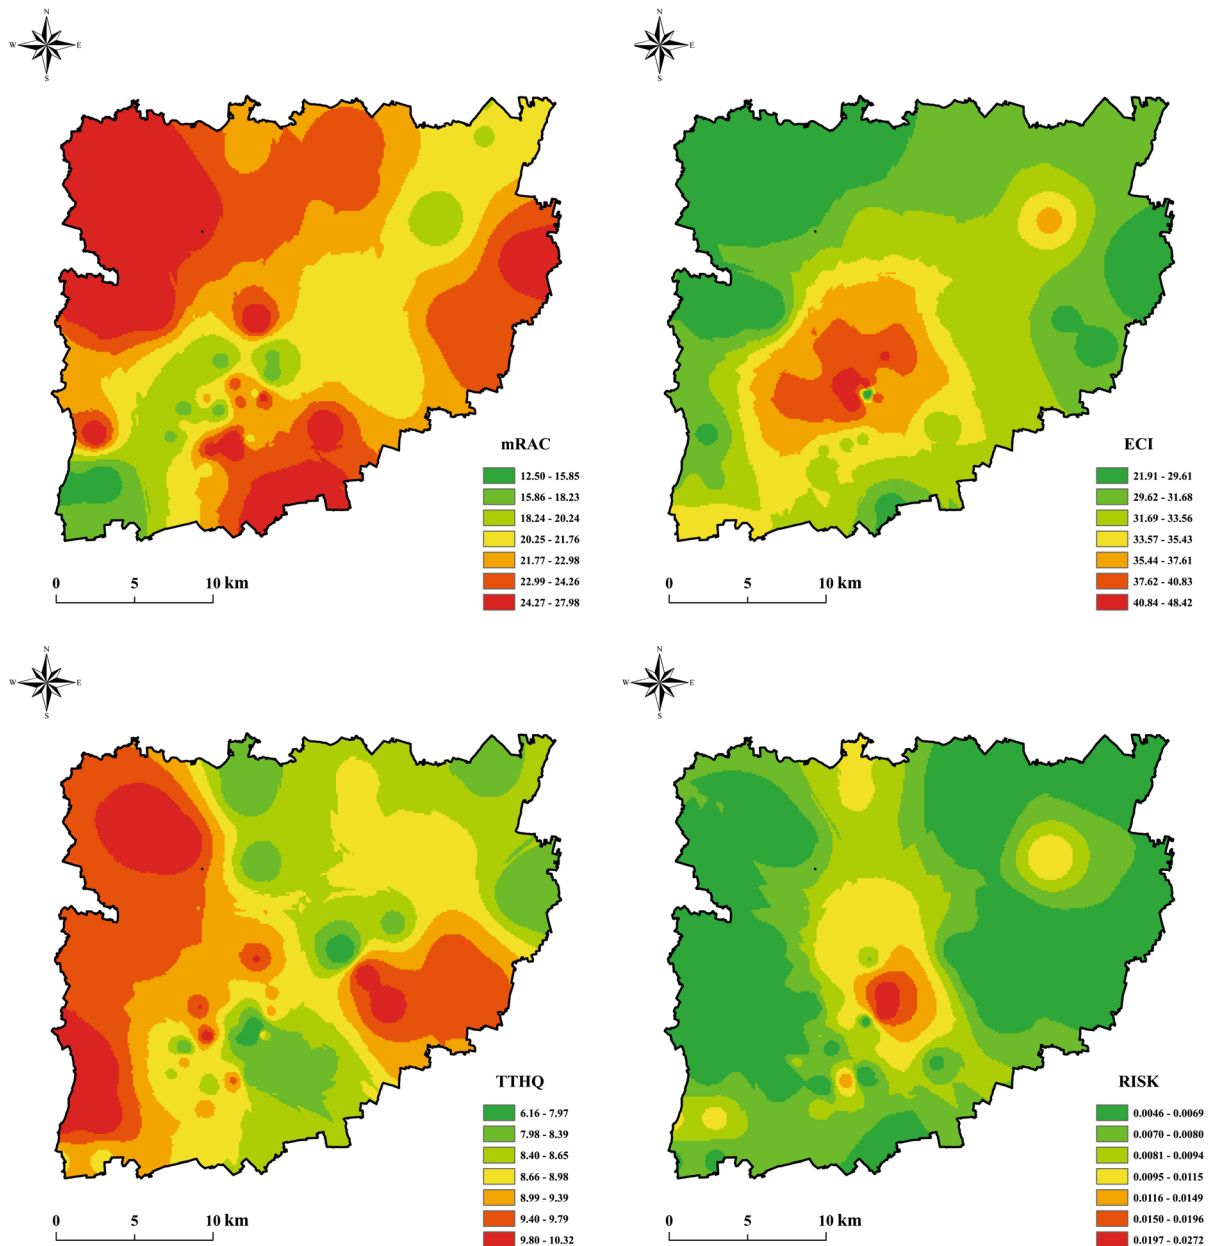 N
W E
S
mRAC
12.50 - 15.85
15.86 - 18.23
18.24 - 20.24
20.25 - 21.76
21.77 - 22.98
22.99 - 24.26
24.27 - 27.98
0 5 10 km
N
W E
S
ECI
21.91 - 29.61
29.62 - 31.68
31.69 - 33.56
33.57 - 35.43
35.44 - 37.61
37.62 - 40.83
40.84 - 48.42
0 5 10 km
N
W E
S
TTHQ
6.16 - 7.97
7.98 - 8.39
8.40 - 8.65
8.66 - 8.98
8.99 - 9.39
9.40 - 9.79
9.80 - 10.32
0 5 10 km
N
W E
S
RISK
0.0046 - 0.0069
0.0070 - 0.0080
0.0081 - 0.0094
0.0095 - 0.0115
0.0116 - 0.0149
0.0150 - 0.0196
0.0197 - 0.0272
0 5 10 km